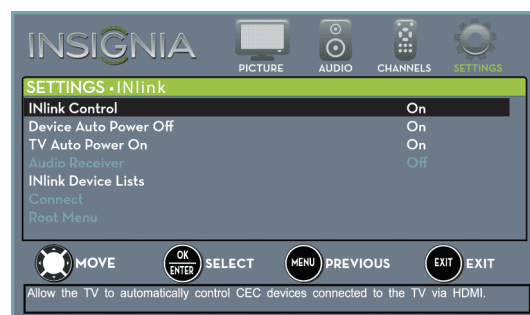 INSIGNIA
PICTURE AUDIO CHANNELS SETTINGS
SETTINGS • INlink
INlink Control On
Device Auto Power Off On
TV Auto Power On On
Audio Receiver Off
INlink Device Lists
Connect
Root Menu
MOVE OK ENTER SELECT MENU PREVIOUS EXIT EXIT
Allow the TV to automatically control CEC devices connected to the TV via HDMI.